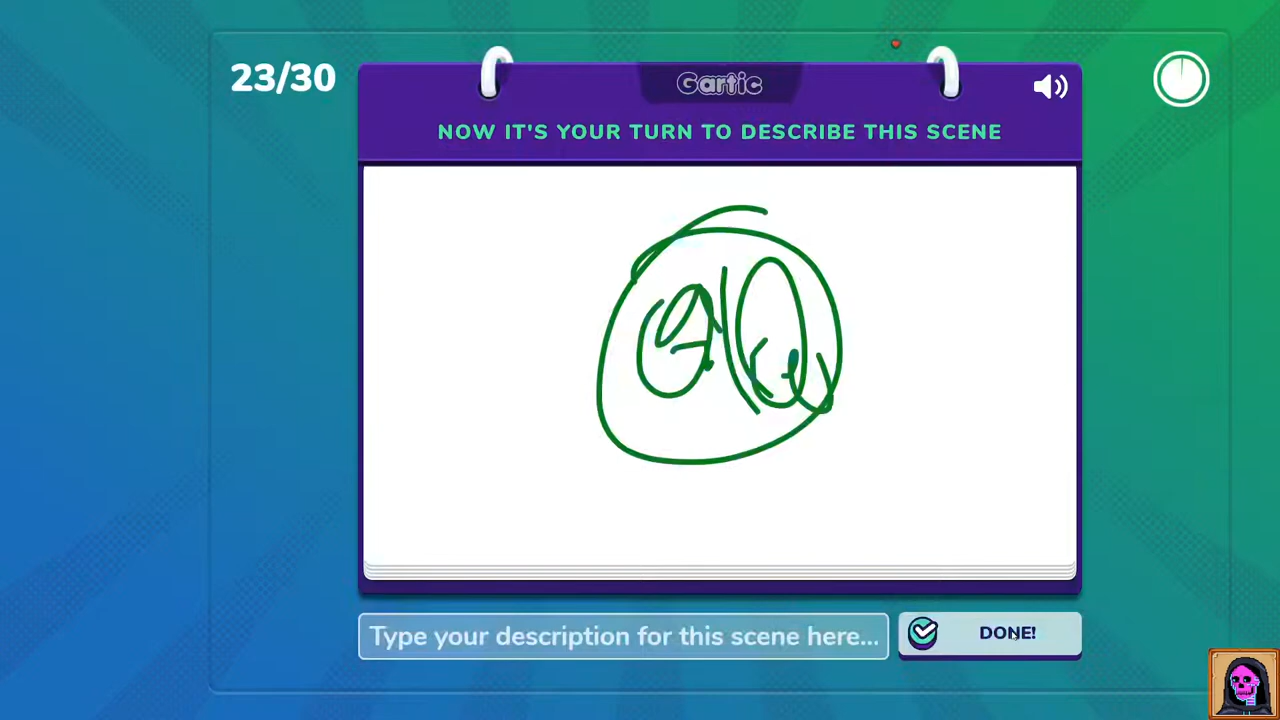 23/30
Gartic
NOW IT'S YOUR TURN TO DESCRIBE THIS SCENE
Type your description for this scene here...
DONE!